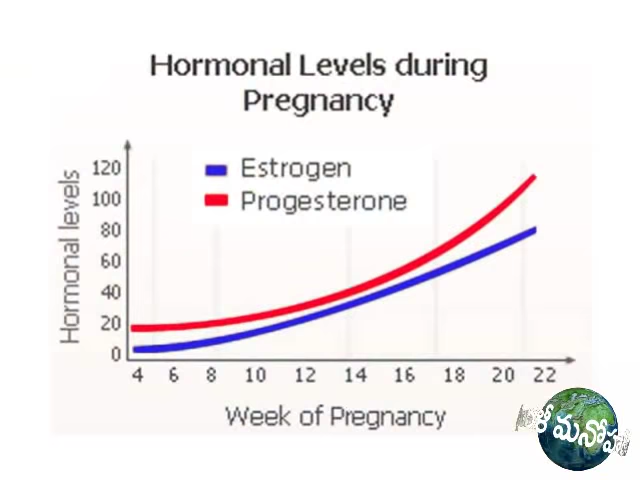 Hormonal Levels during
Pregnancy
Estrogen
Progesterone
Hormonal levels
120
100
80
60
40
20
0
4 6 8 10 12 14 16 18 20 22
Week of Pregnancy